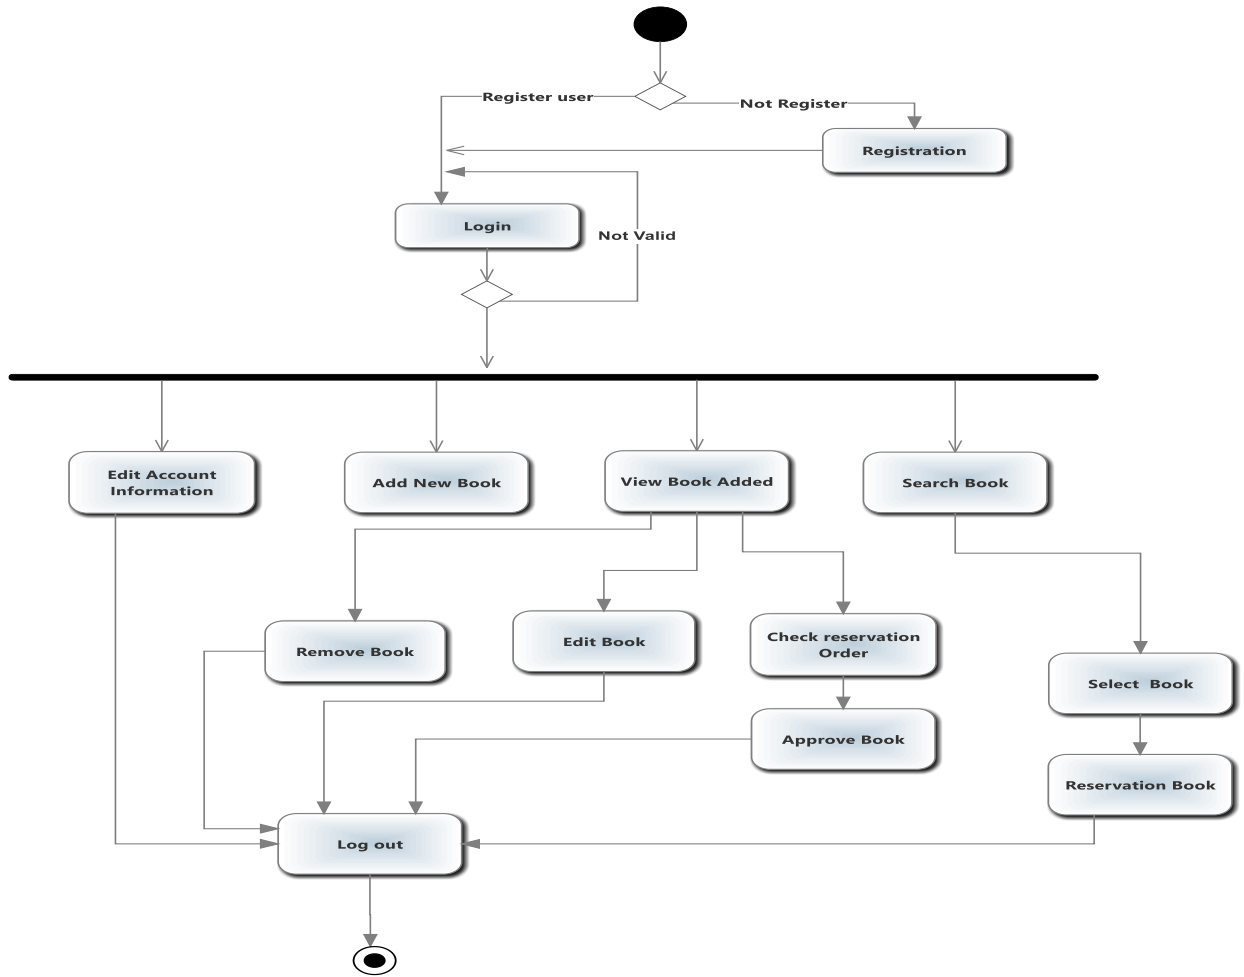 Register user
Not Register
Registration
Login
Not Valid
Edit Account
Information
Add New Book
View Book Added
Search Book
Remove Book
Edit Book
Check reservation
Order
Select  Book
Approve Book
Reservation Book
Log out